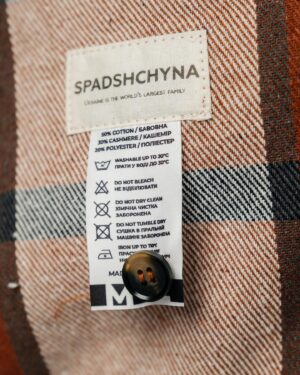 SPADSHCHYNA
UKRAINE IS THE WORLD'S LARGEST FAMILY
50% COTTON / БАВОВНА
30% CASHMERE / КАШЕМІР
20% POLYESTER / ПОЛІЕСТЕР
WASHABLE UP TO 30°C
ПРАТИ У ВОДІ ДО 30°C
DO NOT BLEACH
НЕ ВІДБІЛЮВАТИ
DO NOT DRY CLEAN
ХІМІЧНА ЧИСТКА
ЗАБОРОНЕНА
DO NOT TUMBLE DRY
СУШКА В ПРАЛЬНІЙ
МАШИНІ ЗАБОРОНЕНА
IRON UP TO 110°